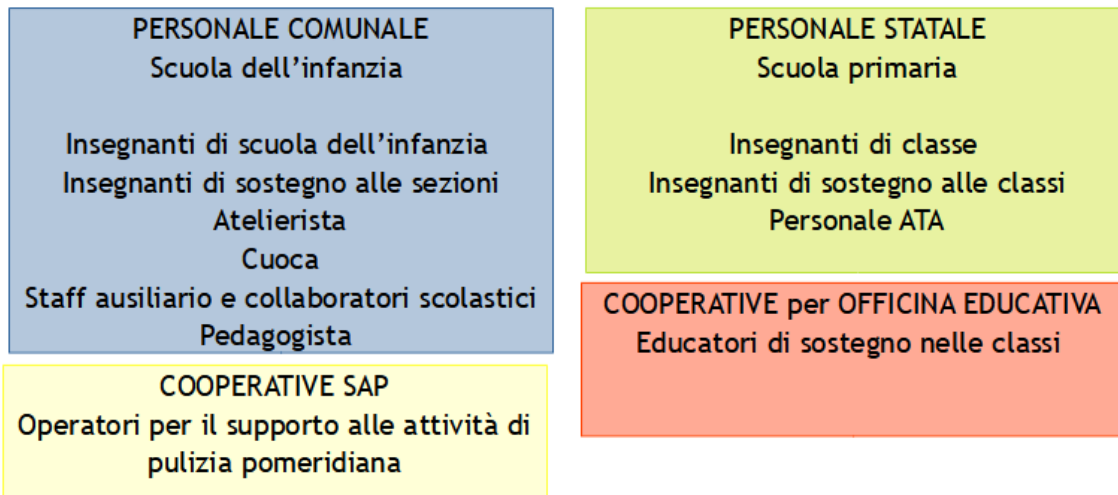 PERSONALE COMUNALE
Scuola dell’infanzia
Insegnanti di scuola dell’infanzia
Insegnanti di sostegno alle sezioni
Atelierista
Cuoca
Staff ausiliario e collaboratori scolastici
Pedagogista
COOPERATIVE SAP
Operatori per il supporto alle attività di
pulizia pomeridiana
PERSONALE STATALE
Scuola primaria
Insegnanti di classe
Insegnanti di sostegno alle classi
Personale ATA
COOPERATIVE per OFFICINA EDUCATIVA
Educatori di sostegno nelle classi